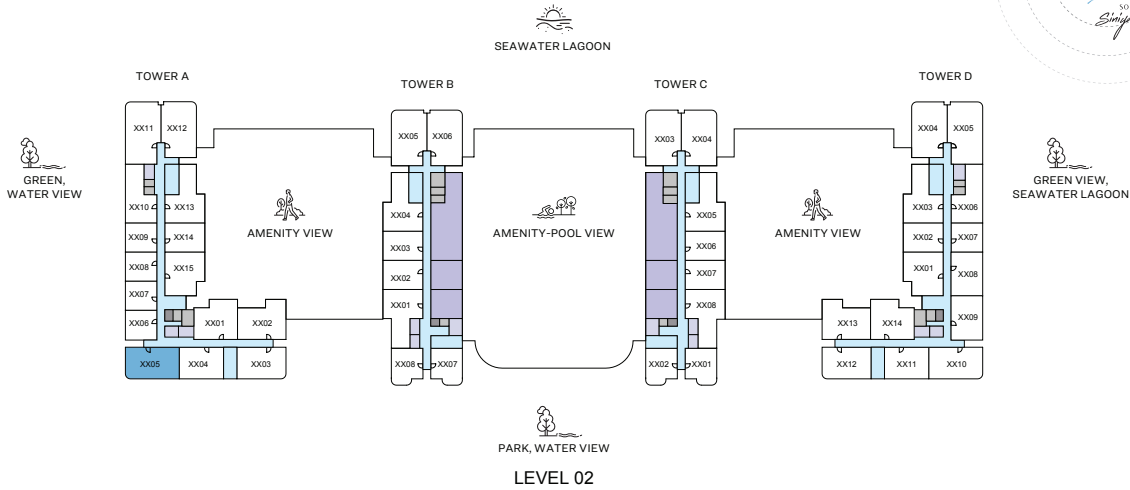 SO
SEAWATER LAGOON
TOWER A
TOWER B
TOWER C
TOWER D
XX11 XX12
XX05 XX06
XX03 XX04
XX04 XX05
GREEN,
WATER VIEW
GREEN VIEW,
SEAWATER LAGOON
AMENITY VIEW
AMENITY-POOL VIEW
AMENITY VIEW
XX10 XX13
XX09 XX14
XX08 XX15
XX07
XX06
XX01 XX02
XX05 XX04 XX03
XX04
XX03
XX02
XX01
XX08 XX07
XX05
XX06
XX07
XX08
XX02 XX01
XX03 XX06
XX02 XX07
XX01 XX08
XX09
XX13 XX14
XX12 XX11 XX10
PARK, WATER VIEW
LEVEL 02